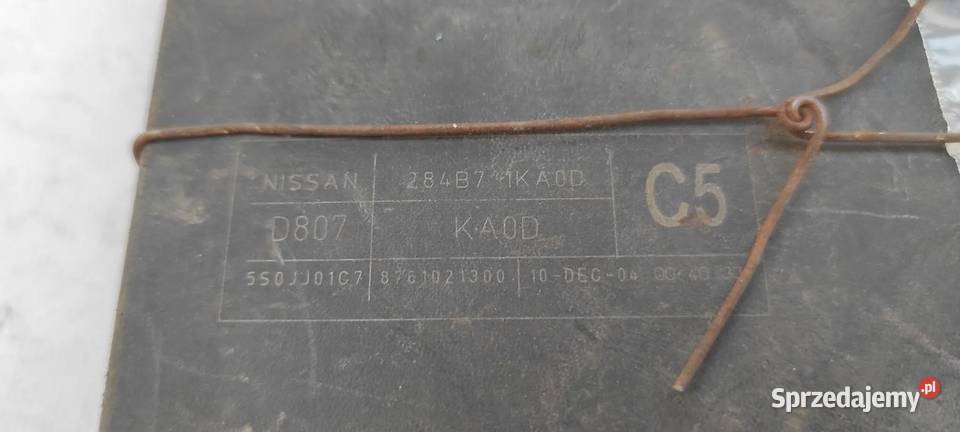 NISSAN 284B7 1KA0D C5
D807 KA0D
5S0JJ01C7 8761021300 10-DEC-04
Sprzedajemy.pl